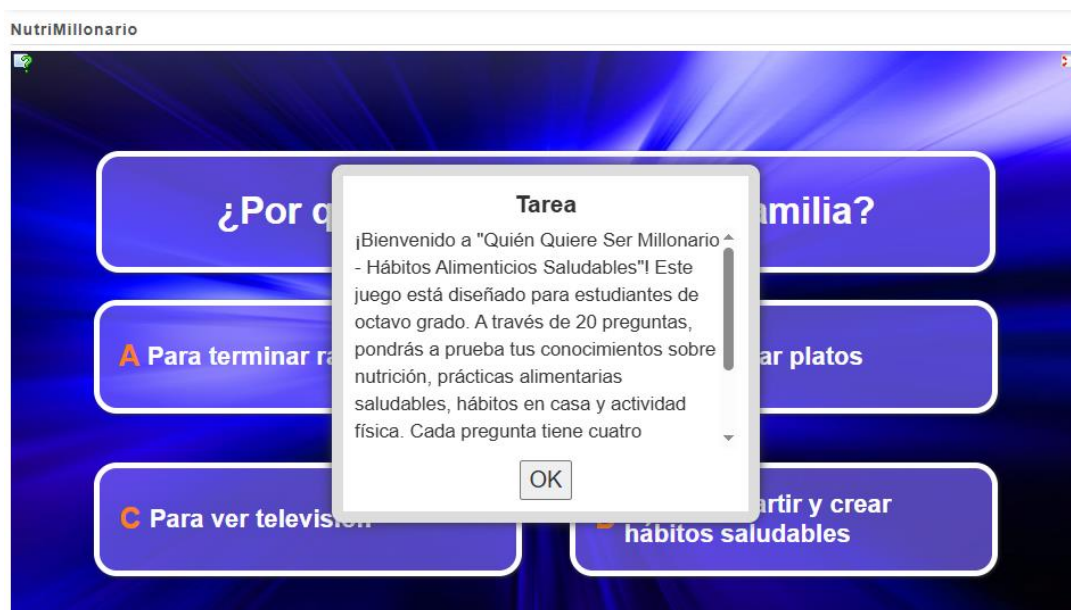 NutriMillonario
¿Por q
amilia?
Tarea
¡Bienvenido a "Quién Quiere Ser Millonario
- Hábitos Alimenticios Saludables"! Este
juego está diseñado para estudiantes de
octavo grado. A través de 20 preguntas,
pondrás a prueba tus conocimientos sobre
nutrición, prácticas alimentarias
saludables, hábitos en casa y actividad
física. Cada pregunta tiene cuatro
OK
A Para terminar ra
ar platos
C Para ver televisión
artir y crear
hábitos saludables